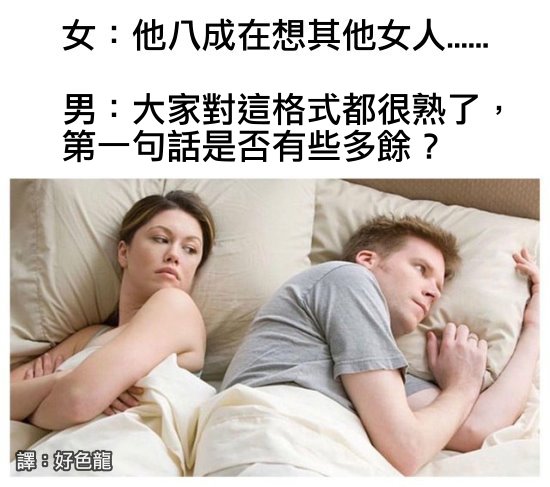 女：他八成在想其他女人......
男：大家對這格式都很熟了，
第一句話是否有些多餘？
譯：好色龍